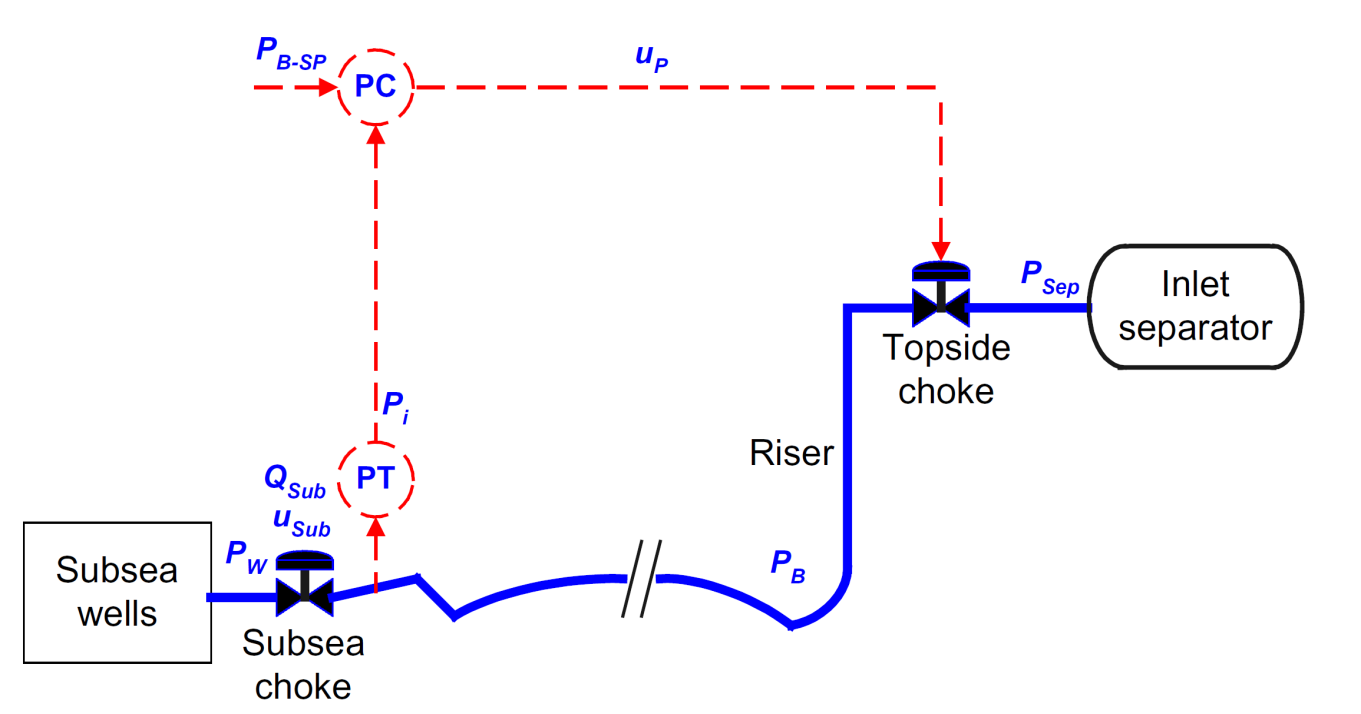 P_B-SP
PC
u_P
P_Sep
Inlet
separator
Topside
choke
P_i
Riser
Q_Sub
PT
u_Sub
P_W
P_B
Subsea
wells
Subsea
choke